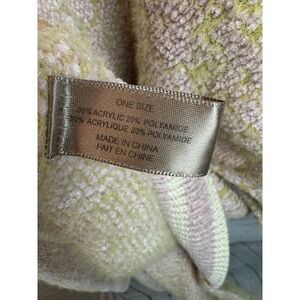 ONE SIZE
80% ACRYLIC 20% POLYAMIDE
80% ACRYLIQUE 20% POLYAMIDE
MADE IN CHINA
FAIT EN CHINE